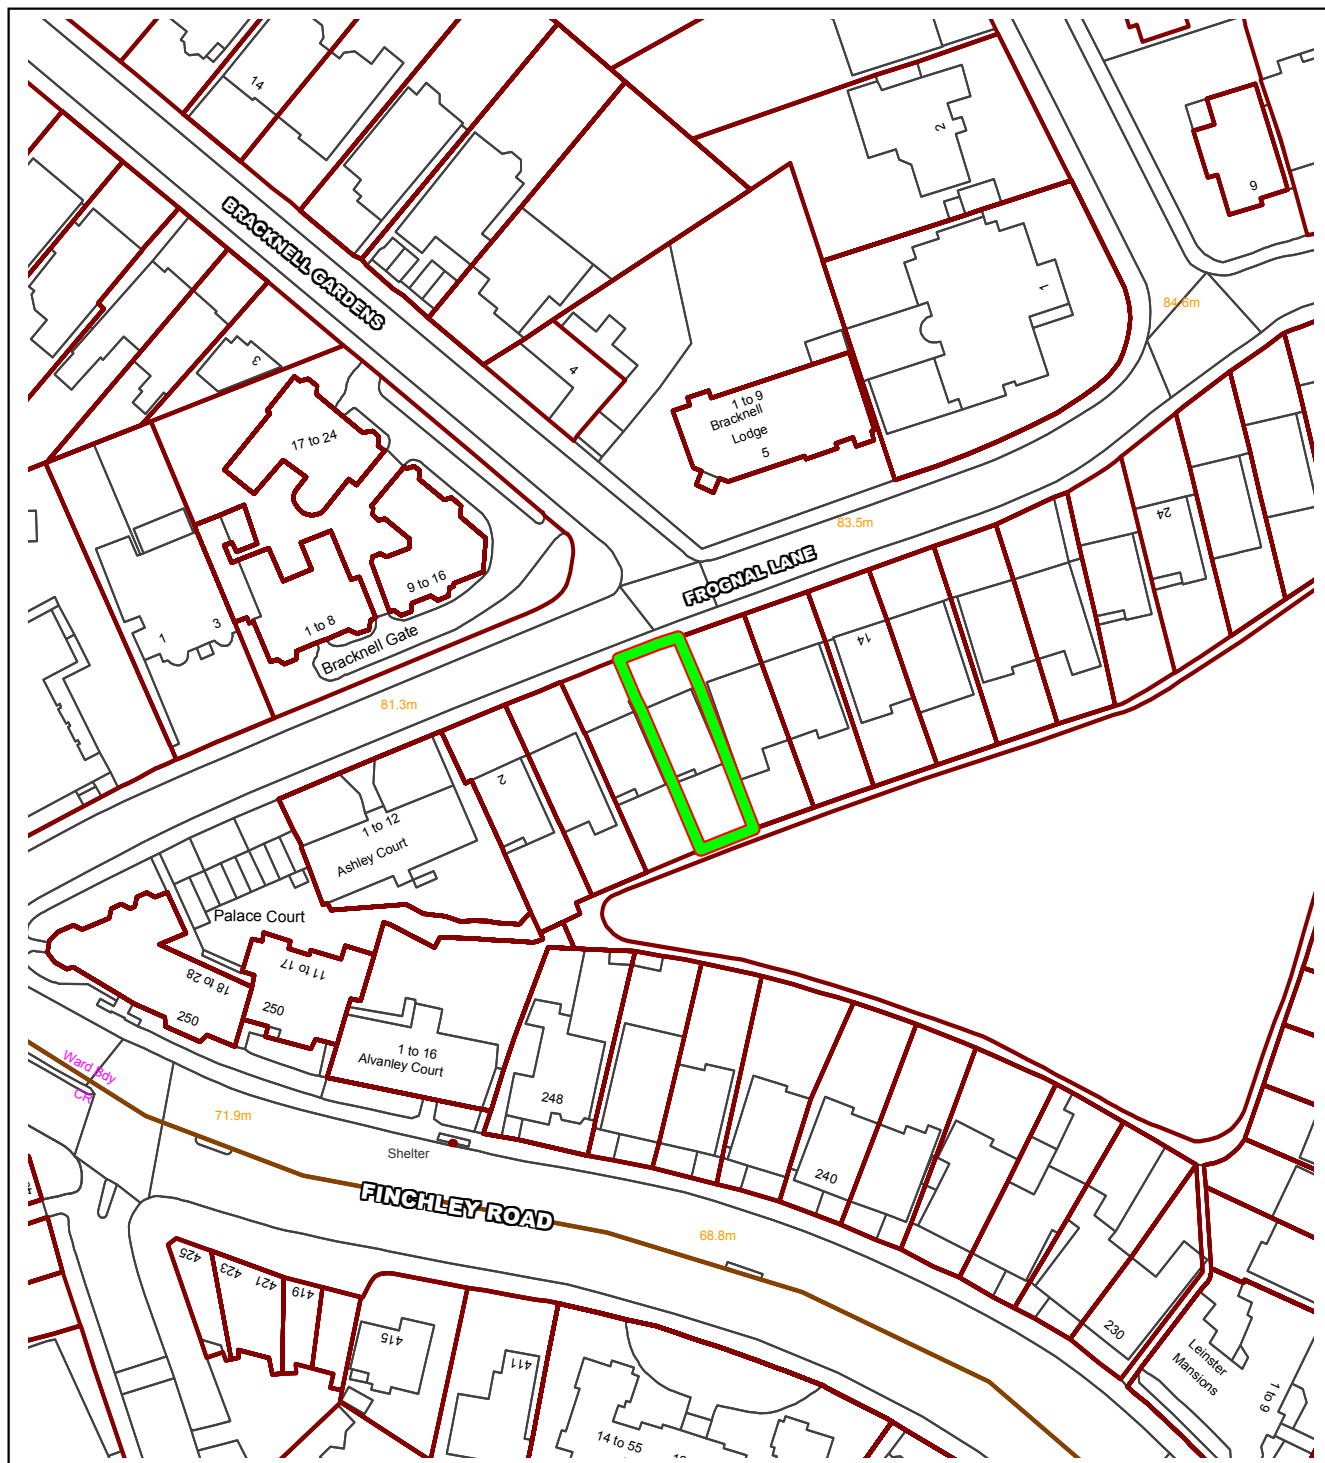 14
2
9
BRACKNELL GARDENS
1
84.6m
3
4
1 to 9
Bracknell
Lodge
5
17 to 24
83.5m
24
9 to 16
FROGNAL LANE
1
3
1 to 8
Bracknell Gate
14
81.3m
2
1 to 12
Ashley Court
Palace Court
11 to 17
18 to 28
250
250
1 to 16
Alvanley Court
Ward Bdy
CR
248
71.9m
Shelter
240
FINCHLEY ROAD
68.8m
425
423
421
419
415
411
230
Leinster
Mansions
1 to 9
14 to 55